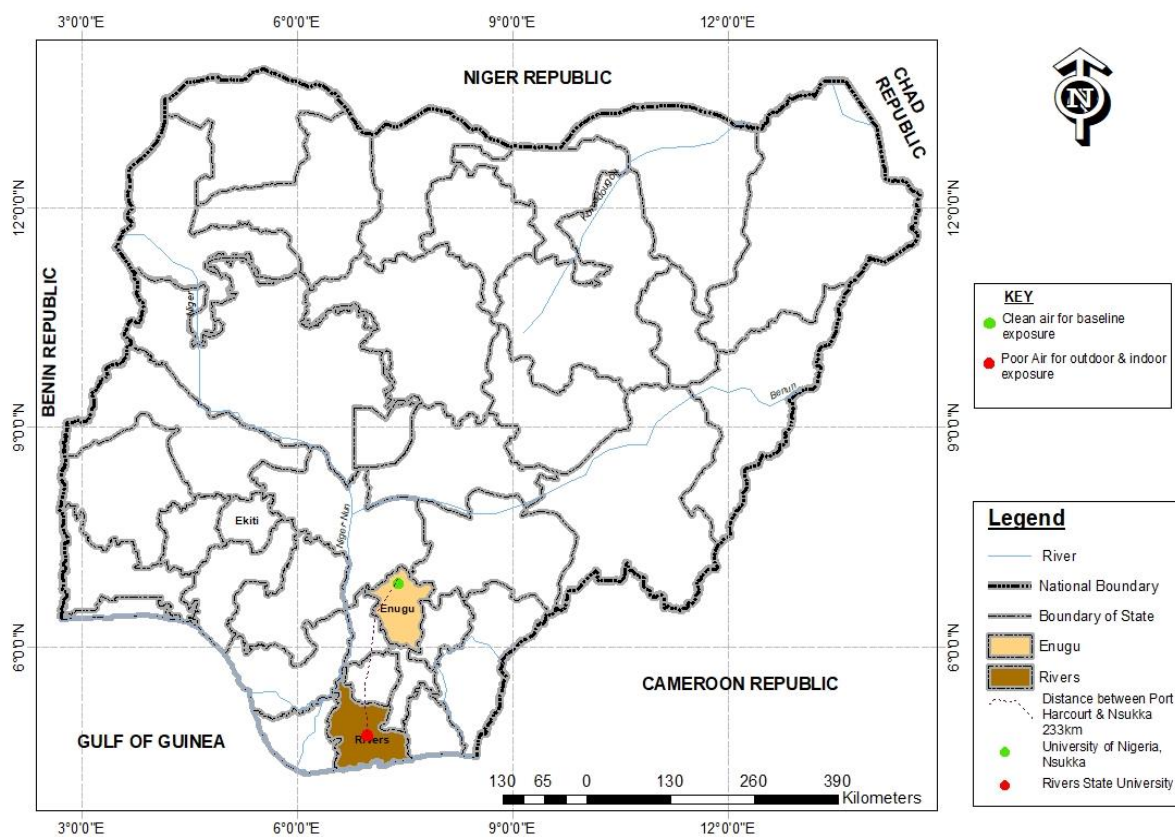 3°0'0"E 6°0'0"E 9°0'0"E 12°0'0"E
NIGER REPUBLIC
CHAD
REPUBLIC
N
12°0'0"N 12°0'0"N
BENIN REPUBLIC
Niger
KEY
Clean air for baseline
exposure
Poor Air for outdoor & indoor
exposure
Benun
9°0'0"N 9°0'0"N
Ekiti
Niger Nun
Enugu
6°0'0"N 6°0'0"N
CAMEROON REPUBLIC
GULF OF GUINEA
Rivers
130 65 0 130 260 390
Kilometers
Legend
River
National Boundary
Boundary of State
Enugu
Rivers
Distance between Port
Harcourt & Nsukka
233km
University of Nigeria,
Nsukka
Rivers State University
3°0'0"E 6°0'0"E 9°0'0"E 12°0'0"E